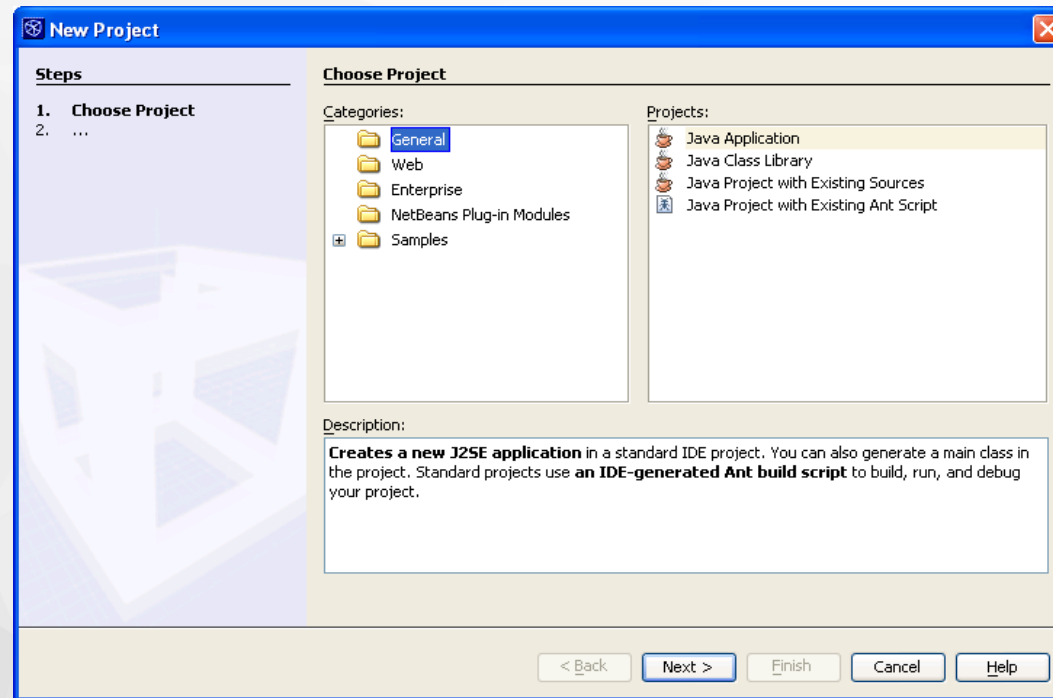 New Project
Steps
1. Choose Project
2. ...
Choose Project
Categories:
General
Web
Enterprise
NetBeans Plug-in Modules
Samples
Projects:
Java Application
Java Class Library
Java Project with Existing Sources
Java Project with Existing Ant Script
Description:
Creates a new J2SE application in a standard IDE project. You can also generate a main class in
the project. Standard projects use an IDE-generated Ant build script to build, run, and debug
your project.
< Back Next > Finish Cancel Help